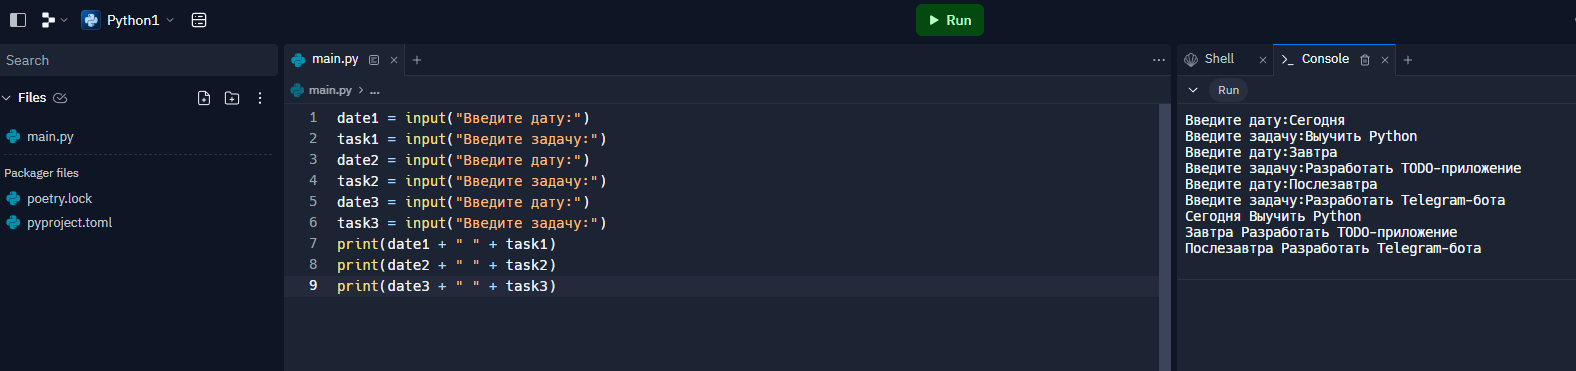 Python1
Run
Search
Files
main.py
Packager files
poetry.lock
pyproject.toml
main.py
main.py > ...
1 date1 = input("Введите дату:")
2 task1 = input("Введите задачу:")
3 date2 = input("Введите дату:")
4 task2 = input("Введите задачу:")
5 date3 = input("Введите дату:")
6 task3 = input("Введите задачу:")
7 print(date1 + " " + task1)
8 print(date2 + " " + task2)
9 print(date3 + " " + task3)
Shell
Console
Run
Введите дату:Сегодня
Введите задачу:Выучить Python
Введите дату:Завтра
Введите задачу:Разработать TODO-приложение
Введите дату:Послезавтра
Введите задачу:Разработать Telegram-бота
Сегодня Выучить Python
Завтра Разработать TODO-приложение
Послезавтра Разработать Telegram-бота